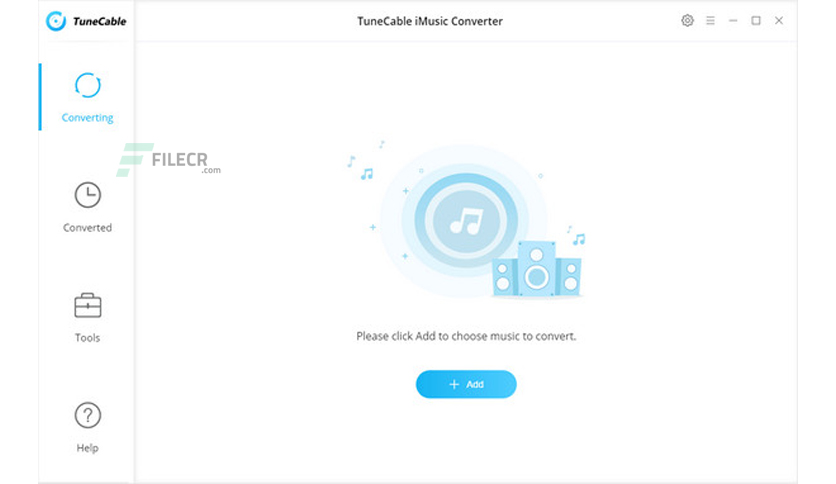 TuneCable
TuneCable iMusic Converter
Converting
FILECR
.com
Converted
Tools
Help
Please click Add to choose music to convert.
+ Add